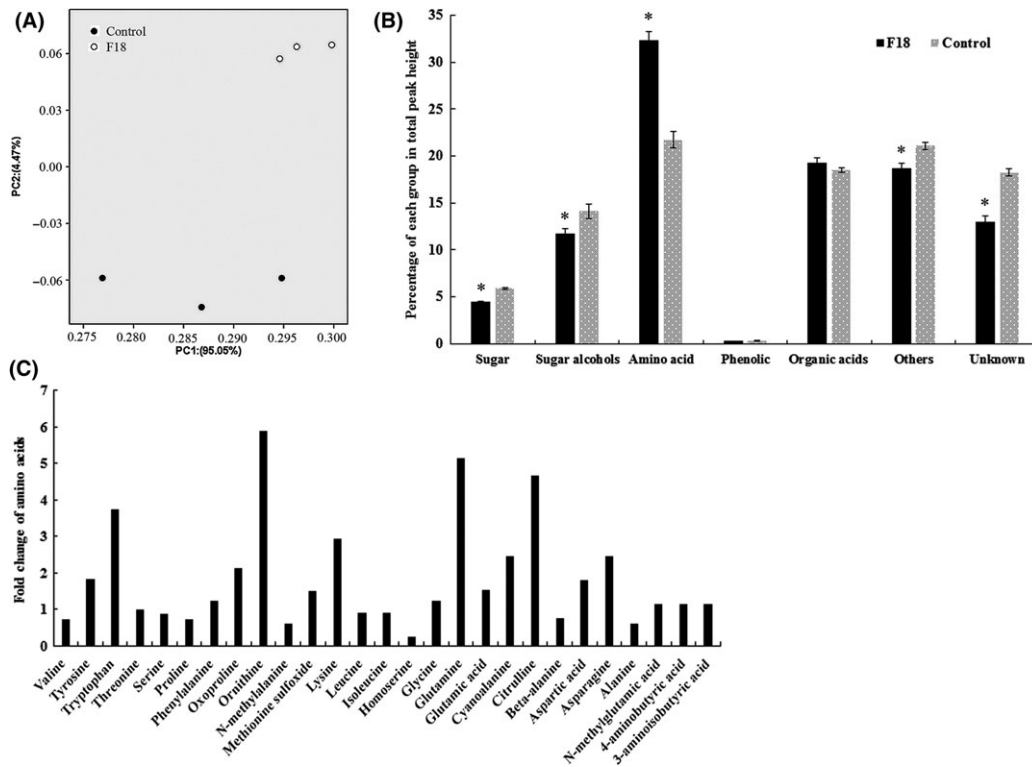 (A)
Control
F18
0.06
0.03
0.00
−0.03
−0.06
PC2:(4.47%)
0.275 0.280 0.285 0.290 0.295 0.300
PC1:(95.05%)
(B)
F18 Control
35
30
25
20
15
10
5
0
Percentage of each group in total peak height
* * * * *
Sugar Sugar alcohols Amino acid Phenolic Organic acids Others Unknown
(C)
7
6
5
4
3
2
1
0
Fold change of amino acids
Valine
Tyrosine
Tryptophan
Threonine
Serine
Proline
Phenylalanine
Oxoproline
Ornithine
N-methylalanine
Methionine sulfoxide
Lysine
Leucine
Isoleucine
Homoserine
Glycine
Glutamine
Glutamic acid
Cyanoalanine
Citrulline
Beta-alanine
Aspartic acid
Asparagine
Alanine
N-methylglutamic acid
4-aminobutyric acid
3-aminoisobutyric acid